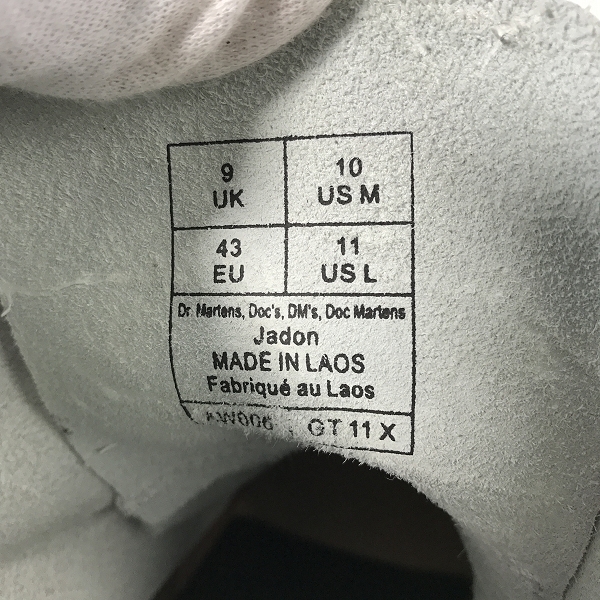 9 UK
10 US M
43 EU
11 US L
Dr. Martens, Doc's, DM's, Doc Martens
Jadon
MADE IN LAOS
Fabriqué au Laos
GT 11 X